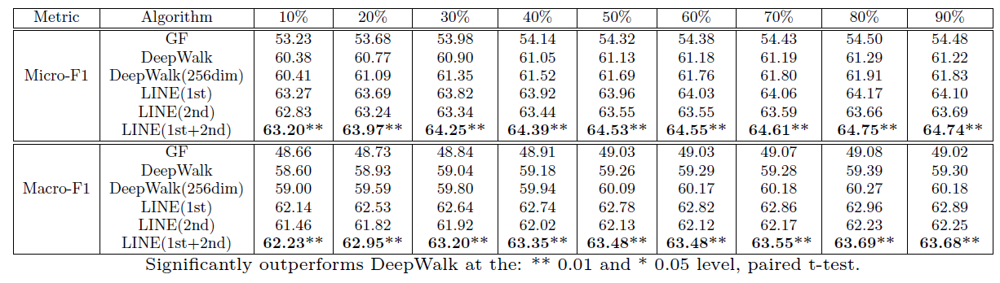 Metric Algorithm 10% 20% 30% 40% 50% 60% 70% 80% 90%
GF 53.23 53.68 53.98 54.14 54.32 54.38 54.43 54.50 54.48
DeepWalk 60.38 60.77 60.90 61.05 61.13 61.18 61.19 61.29 61.22
Micro-F1 DeepWalk(256dim) 60.41 61.09 61.35 61.52 61.69 61.76 61.80 61.91 61.83
LINE(1st) 63.27 63.69 63.82 63.92 63.96 64.03 64.06 64.17 64.10
LINE(2nd) 62.83 63.24 63.34 63.44 63.55 63.55 63.59 63.66 63.69
LINE(1st+2nd) 63.20** 63.97** 64.25** 64.39** 64.53** 64.55** 64.61** 64.75** 64.74**
GF 48.66 48.73 48.84 48.91 49.03 49.03 49.07 49.08 49.02
DeepWalk 58.60 58.93 59.04 59.18 59.26 59.29 59.28 59.39 59.30
Macro-F1 DeepWalk(256dim) 59.00 59.59 59.80 59.94 60.09 60.17 60.18 60.27 60.18
LINE(1st) 62.14 62.53 62.64 62.74 62.78 62.82 62.86 62.96 62.89
LINE(2nd) 61.46 61.82 61.92 62.02 62.13 62.12 62.17 62.23 62.25
LINE(1st+2nd) 62.23** 62.95** 63.20** 63.35** 63.48** 63.48** 63.55** 63.69** 63.68**
Significantly outperforms DeepWalk at the: ** 0.01 and * 0.05 level, paired t-test.